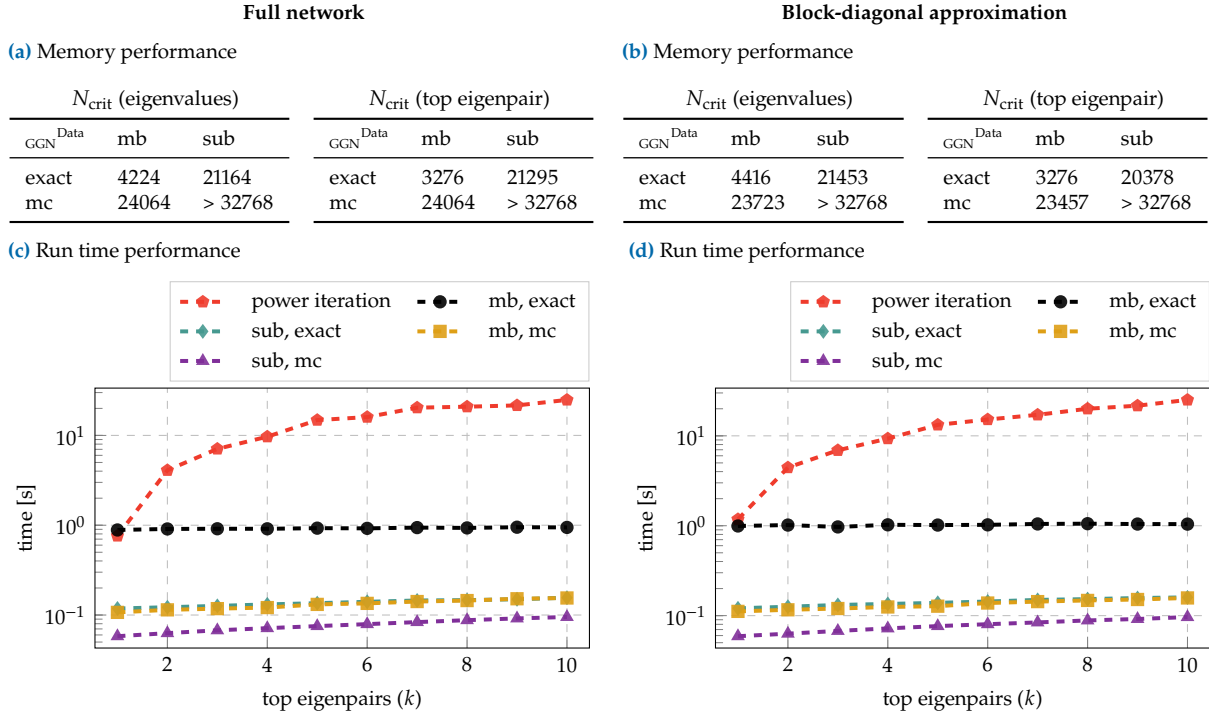 Full network
Block-diagonal approximation
(a) Memory performance
(b) Memory performance
N_crit (eigenvalues)
N_crit (top eigenpair)
N_crit (eigenvalues)
N_crit (top eigenpair)
GGN^Data mb sub
GGN^Data mb sub
GGN^Data mb sub
GGN^Data mb sub
exact 4224 21164
exact 3276 21295
exact 4416 21453
exact 3276 20378
mc 24064 > 32768
mc 24064 > 32768
mc 23723 > 32768
mc 23457 > 32768
(c) Run time performance
(d) Run time performance
power iteration mb, exact
sub, exact mb, mc
sub, mc
power iteration mb, exact
sub, exact mb, mc
sub, mc
10^1
10^0
10^−1
time [s]
2 4 6 8 10
top eigenpairs (k)
10^1
10^0
10^−1
time [s]
2 4 6 8 10
top eigenpairs (k)